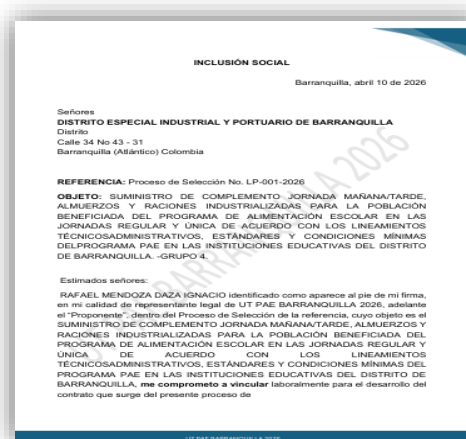 INCLUSIÓN SOCIAL
Barranquilla, abril 10 de 2026
Señores
DISTRITO ESPECIAL INDUSTRIAL Y PORTUARIO DE BARRANQUILLA
Distrito
Calle 34 No 43 - 31
Barranquilla (Atlántico) Colombia
REFERENCIA: Proceso de Selección No. LP-001-2026
OBJETO: SUMINISTRO DE COMPLEMENTO JORNADA MAÑANA/TARDE,
ALMUERZOS Y RACIONES INDUSTRIALIZADAS PARA LA POBLACIÓN
BENEFICIADA DEL PROGRAMA DE ALIMENTACIÓN ESCOLAR EN LAS
JORNADAS REGULAR Y ÚNICA DE ACUERDO CON LOS LINEAMIENTOS
TÉCNICOSADMINISTRATIVOS, ESTÁNDARES Y CONDICIONES MÍNIMAS
DELPROGRAMA PAE EN LAS INSTITUCIONES EDUCATIVAS DEL DISTRITO
DE BARRANQUILLA. -GRUPO 4.
Estimados señores:
RAFAEL MENDOZA DAZA IGNACIO identificado como aparece al pie de mi firma,
en mi calidad de representante legal de UT PAE BARRANQUILLA 2026, adelante
el "Proponente", dentro del Proceso de Selección de la referencia, cuyo objeto es el
SUMINISTRO DE COMPLEMENTO JORNADA MAÑANA/TARDE, ALMUERZOS Y
RACIONES INDUSTRIALIZADAS PARA LA POBLACIÓN BENEFICIADA DEL
PROGRAMA DE ALIMENTACIÓN ESCOLAR EN LAS JORNADAS REGULAR Y
ÚNICA DE ACUERDO CON LOS LINEAMIENTOS
TÉCNICOSADMINISTRATIVOS, ESTÁNDARES Y CONDICIONES MÍNIMAS DEL
PROGRAMA PAE EN LAS INSTITUCIONES EDUCATIVAS DEL DISTRITO DE
BARRANQUILLA, me comprometo a vincular laboralmente para el desarrollo del
contrato que surge del presente proceso de
UT PAE BARRANQUILLA 2026
UT PAE BARRANQUILLA 2026